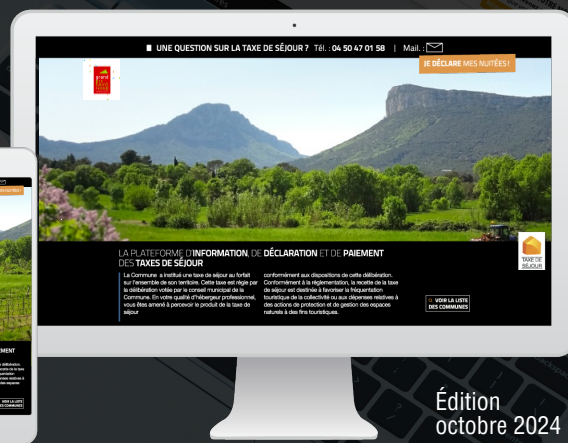 UNE QUESTION SUR LA TAXE DE SÉJOUR ? Tél. : 04 50 47 01 58 | Mail. :
JE DÉCLARE MES NUITÉES !
grand
LA PLATEFORME D'INFORMATION, DE DÉCLARATION ET DE PAIEMENT
DES TAXES DE SÉJOUR
La Commune a institué une taxe de séjour au forfait
sur l'ensemble de son territoire. Cette taxe est régie par
la délibération votée par le conseil municipal de la
Commune. En votre qualité d'hébergeur professionnel,
vous êtes amené à percevoir le produit de la taxe de
séjour
conformément aux dispositions de cette délibération.
Conformément à la réglementation, la recette de la taxe
de séjour est destinée à favoriser la fréquentation
touristique de la collectivité ou aux dépenses relatives à
des actions de protection et de gestion des espaces
naturels à des fins touristiques.
TAXE DE
SÉJOUR
VOIR LA LISTE
DES COMMUNES
Édition
octobre 2024